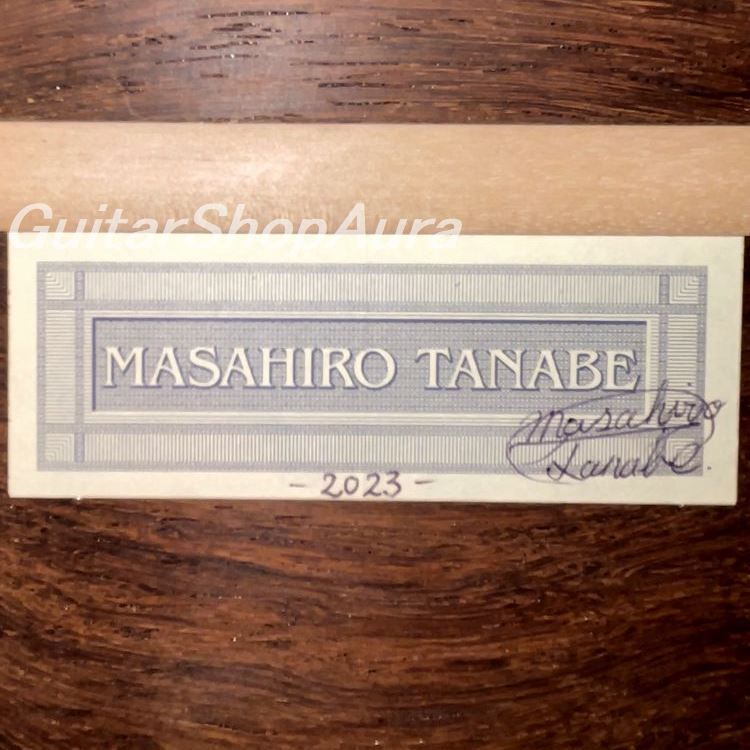 GuitarShopAura
MASAHIRO TANABE
Masahiro
Tanabe.
- 2023 -